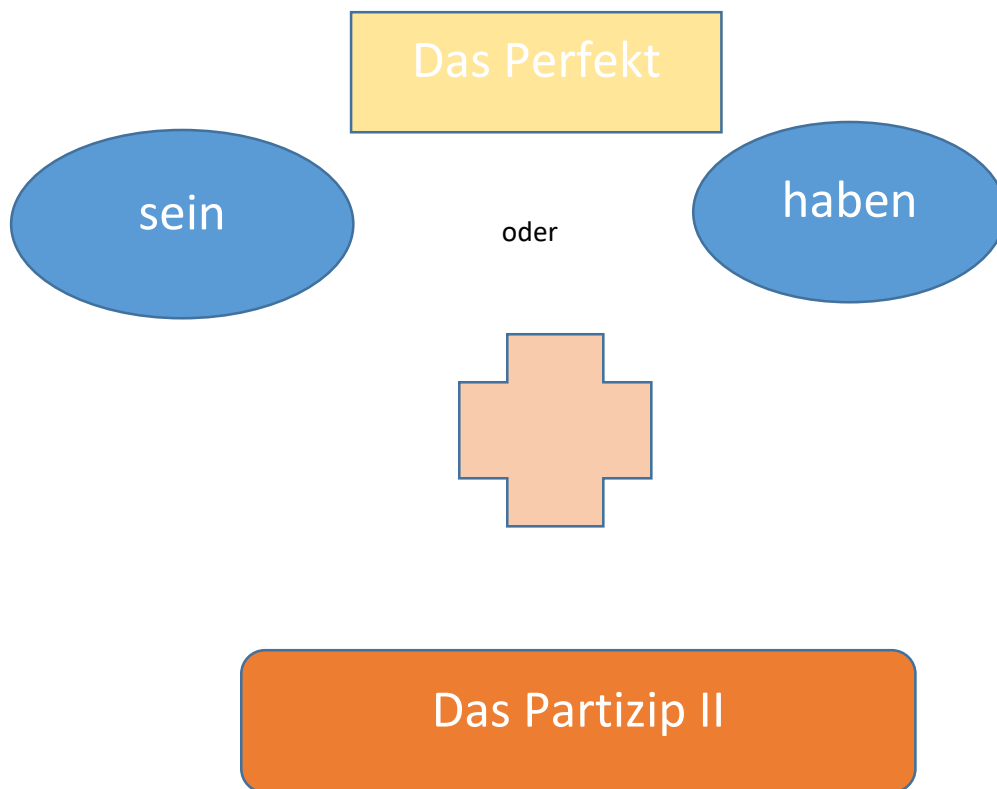 Das Perfekt
sein
oder
haben
Das Partizip II